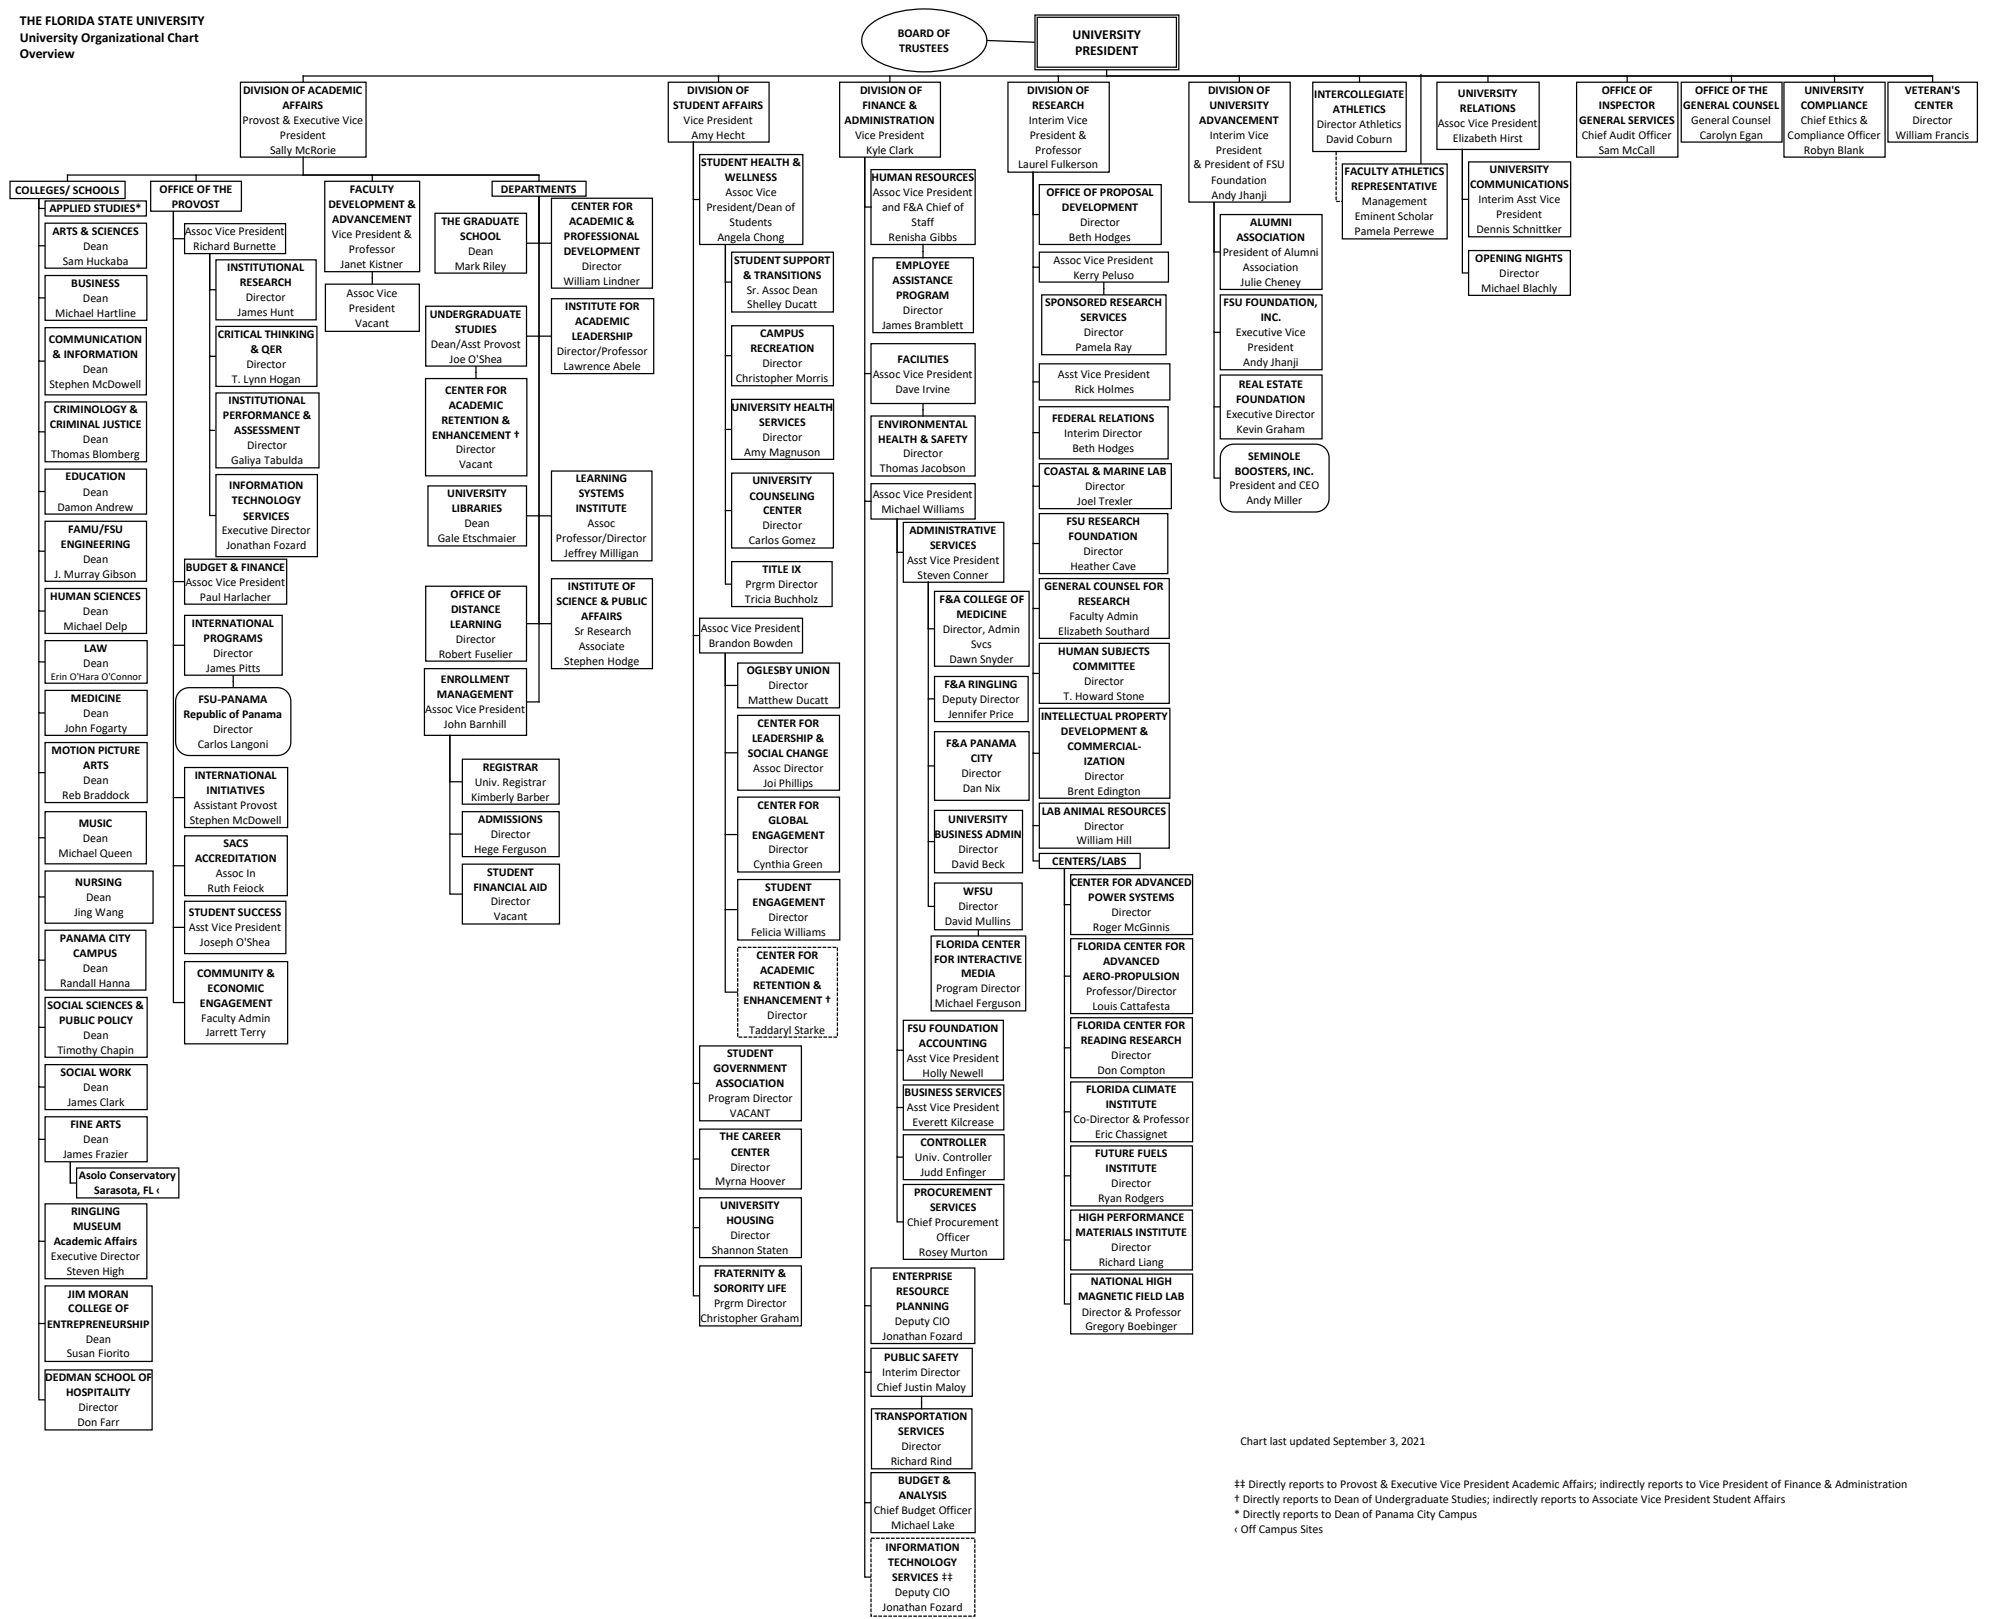 THE FLORIDA STATE UNIVERSITY
University Organizational Chart
Overview
BOARD OF
TRUSTEES
UNIVERSITY
PRESIDENT
DIVISION OF ACADEMIC
AFFAIRS
Provost & Executive Vice
President
Sally McRorie
COLLEGES/ SCHOOLS
APPLIED STUDIES*
ARTS & SCIENCES
Dean
Sam Huckaba
BUSINESS
Dean
Michael Hartline
COMMUNICATION
& INFORMATION
Dean
Stephen McDowell
CRIMINOLOGY &
CRIMINAL JUSTICE
Dean
Thomas Blomberg
EDUCATION
Dean
Damon Andrew
FAMU/FSU
ENGINEERING
Dean
J. Murray Gibson
HUMAN SCIENCES
Dean
Michael Delp
LAW
Dean
Erin O'Hara O'Connor
MEDICINE
Dean
John Fogarty
MOTION PICTURE
ARTS
Dean
Reb Braddock
MUSIC
Dean
Michael Queen
NURSING
Dean
Jing Wang
PANAMA CITY
CAMPUS
Dean
Randall Hanna
SOCIAL SCIENCES &
PUBLIC POLICY
Dean
Timothy Chapin
SOCIAL WORK
Dean
James Clark
FINE ARTS
Dean
James Frazier
Asolo Conservatory
Sarasota, FL ‹
RINGLING
MUSEUM
Academic Affairs
Executive Director
Steven High
JIM MORAN
COLLEGE OF
ENTREPRENEURSHIP
Dean
Susan Fiorito
DEDMAN SCHOOL OF
HOSPITALITY
Director
Don Farr
OFFICE OF THE
PROVOST
Assoc Vice President
Richard Burnette
INSTITUTIONAL
RESEARCH
Director
James Hunt
CRITICAL THINKING
& QER
Director
T. Lynn Hogan
INSTITUTIONAL
PERFORMANCE &
ASSESSMENT
Director
Galiya Tabulda
INFORMATION
TECHNOLOGY
SERVICES
Executive Director
Jonathan Fozard
BUDGET & FINANCE
Assoc Vice President
Paul Harlacher
INTERNATIONAL
PROGRAMS
Director
James Pitts
FSU-PANAMA
Republic of Panama
Director
Carlos Langoni
INTERNATIONAL
INITIATIVES
Assistant Provost
Stephen McDowell
SACS
ACCREDITATION
Assoc In
Ruth Feiock
STUDENT SUCCESS
Asst Vice President
Joseph O'Shea
COMMUNITY &
ECONOMIC
ENGAGEMENT
Faculty Admin
Jarrett Terry
FACULTY
DEVELOPMENT &
ADVANCEMENT
Vice President &
Professor
Janet Kistner
Assoc Vice
President
Vacant
DEPARTMENTS
THE GRADUATE
SCHOOL
Dean
Mark Riley
CENTER FOR
ACADEMIC &
PROFESSIONAL
DEVELOPMENT
Director
William Lindner
UNDERGRADUATE
STUDIES
Dean/Asst Provost
Joe O'Shea
INSTITUTE FOR
ACADEMIC
LEADERSHIP
Director/Professor
Lawrence Abele
CENTER FOR
ACADEMIC
RETENTION &
ENHANCEMENT †
Director
Vacant
UNIVERSITY
LIBRARIES
Dean
Gale Etschmaier
LEARNING
SYSTEMS
INSTITUTE
Assoc
Professor/Director
Jeffrey Milligan
OFFICE OF
DISTANCE
LEARNING
Director
Robert Fuselier
INSTITUTE OF
SCIENCE & PUBLIC
AFFAIRS
Sr Research
Associate
Stephen Hodge
ENROLLMENT
MANAGEMENT
Assoc Vice President
John Barnhill
REGISTRAR
Univ. Registrar
Kimberly Barber
ADMISSIONS
Director
Hege Ferguson
STUDENT
FINANCIAL AID
Director
Vacant
DIVISION OF
STUDENT AFFAIRS
Vice President
Amy Hecht
STUDENT HEALTH &
WELLNESS
Assoc Vice
President/Dean of
Students
Angela Chong
STUDENT SUPPORT
& TRANSITIONS
Sr. Assoc Dean
Shelley Ducatt
CAMPUS
RECREATION
Director
Christopher Morris
UNIVERSITY HEALTH
SERVICES
Director
Amy Magnuson
UNIVERSITY
COUNSELING
CENTER
Director
Carlos Gomez
TITLE IX
Prgrm Director
Tricia Buchholz
Assoc Vice President
Brandon Bowden
OGLESBY UNION
Director
Matthew Ducatt
CENTER FOR
LEADERSHIP &
SOCIAL CHANGE
Assoc Director
Joi Phillips
CENTER FOR
GLOBAL
ENGAGEMENT
Director
Cynthia Green
STUDENT
ENGAGEMENT
Director
Felicia Williams
CENTER FOR
ACADEMIC
RETENTION &
ENHANCEMENT †
Director
Taddaryl Starke
STUDENT
GOVERNMENT
ASSOCIATION
Program Director
VACANT
THE CAREER
CENTER
Director
Myrna Hoover
UNIVERSITY
HOUSING
Director
Shannon Staten
FRATERNITY &
SORORITY LIFE
Prgrm Director
Christopher Graham
DIVISION OF
FINANCE &
ADMINISTRATION
Vice President
Kyle Clark
HUMAN RESOURCES
Assoc Vice President
and F&A Chief of
Staff
Renisha Gibbs
EMPLOYEE
ASSISTANCE
PROGRAM
Director
James Bramblett
FACILITIES
Assoc Vice President
Dave Irvine
ENVIRONMENTAL
HEALTH & SAFETY
Director
Thomas Jacobson
Assoc Vice President
Michael Williams
ADMINISTRATIVE
SERVICES
Asst Vice President
Steven Conner
F&A COLLEGE OF
MEDICINE
Director, Admin
Svcs
Dawn Snyder
F&A RINGLING
Deputy Director
Jennifer Price
F&A PANAMA
CITY
Director
Dan Nix
UNIVERSITY
BUSINESS ADMIN
Director
David Beck
WFSU
Director
David Mullins
FLORIDA CENTER
FOR INTERACTIVE
MEDIA
Program Director
Michael Ferguson
FSU FOUNDATION
ACCOUNTING
Asst Vice President
Holly Newell
BUSINESS SERVICES
Asst Vice President
Everett Kilcrease
CONTROLLER
Univ. Controller
Judd Enfinger
PROCUREMENT
SERVICES
Chief Procurement
Officer
Rosey Murton
ENTERPRISE
RESOURCE
PLANNING
Deputy CIO
Jonathan Fozard
PUBLIC SAFETY
Interim Director
Chief Justin Maloy
TRANSPORTATION
SERVICES
Director
Richard Rind
BUDGET &
ANALYSIS
Chief Budget Officer
Michael Lake
INFORMATION
TECHNOLOGY
SERVICES ‡‡
Deputy CIO
Jonathan Fozard
DIVISION OF
RESEARCH
Interim Vice
President &
Professor
Laurel Fulkerson
OFFICE OF PROPOSAL
DEVELOPMENT
Director
Beth Hodges
Assoc Vice President
Kerry Peluso
SPONSORED RESEARCH
SERVICES
Director
Pamela Ray
Asst Vice President
Rick Holmes
FEDERAL RELATIONS
Interim Director
Beth Hodges
COASTAL & MARINE LAB
Director
Joel Trexler
FSU RESEARCH
FOUNDATION
Director
Heather Cave
GENERAL COUNSEL FOR
RESEARCH
Faculty Admin
Elizabeth Southard
HUMAN SUBJECTS
COMMITTEE
Director
T. Howard Stone
INTELLECTUAL PROPERTY
DEVELOPMENT &
COMMERCIAL-
IZATION
Director
Brent Edington
LAB ANIMAL RESOURCES
Director
William Hill
CENTERS/LABS
CENTER FOR ADVANCED
POWER SYSTEMS
Director
Roger McGinnis
FLORIDA CENTER FOR
ADVANCED
AERO-PROPULSION
Professor/Director
Louis Cattafesta
FLORIDA CENTER FOR
READING RESEARCH
Director
Don Compton
FLORIDA CLIMATE
INSTITUTE
Co-Director & Professor
Eric Chassignet
FUTURE FUELS
INSTITUTE
Director
Ryan Rodgers
HIGH PERFORMANCE
MATERIALS INSTITUTE
Director
Richard Liang
NATIONAL HIGH
MAGNETIC FIELD LAB
Director & Professor
Gregory Boebinger
DIVISION OF
UNIVERSITY
ADVANCEMENT
Interim Vice
President
& President of FSU
Foundation
Andy Jhanji
ALUMNI
ASSOCIATION
President of Alumni
Association
Julie Cheney
FSU FOUNDATION,
INC.
Executive Vice
President
Andy Jhanji
REAL ESTATE
FOUNDATION
Executive Director
Kevin Graham
SEMINOLE
BOOSTERS, INC.
President and CEO
Andy Miller
INTERCOLLEGIATE
ATHLETICS
Director Athletics
David Coburn
FACULTY ATHLETICS
REPRESENTATIVE
Management
Eminent Scholar
Pamela Perrewe
UNIVERSITY
RELATIONS
Assoc Vice President
Elizabeth Hirst
UNIVERSITY
COMMUNICATIONS
Interim Asst Vice
President
Dennis Schnittker
OPENING NIGHTS
Director
Michael Blachly
OFFICE OF
INSPECTOR
GENERAL SERVICES
Chief Audit Officer
Sam McCall
OFFICE OF THE
GENERAL COUNSEL
General Counsel
Carolyn Egan
UNIVERSITY
COMPLIANCE
Chief Ethics &
Compliance Officer
Robyn Blank
VETERAN'S
CENTER
Director
William Francis
Chart last updated September 3, 2021
‡‡ Directly reports to Provost & Executive Vice President Academic Affairs; indirectly reports to Vice President of Finance & Administration
† Directly reports to Dean of Undergraduate Studies; indirectly reports to Associate Vice President Student Affairs
* Directly reports to Dean of Panama City Campus
‹ Off Campus Sites